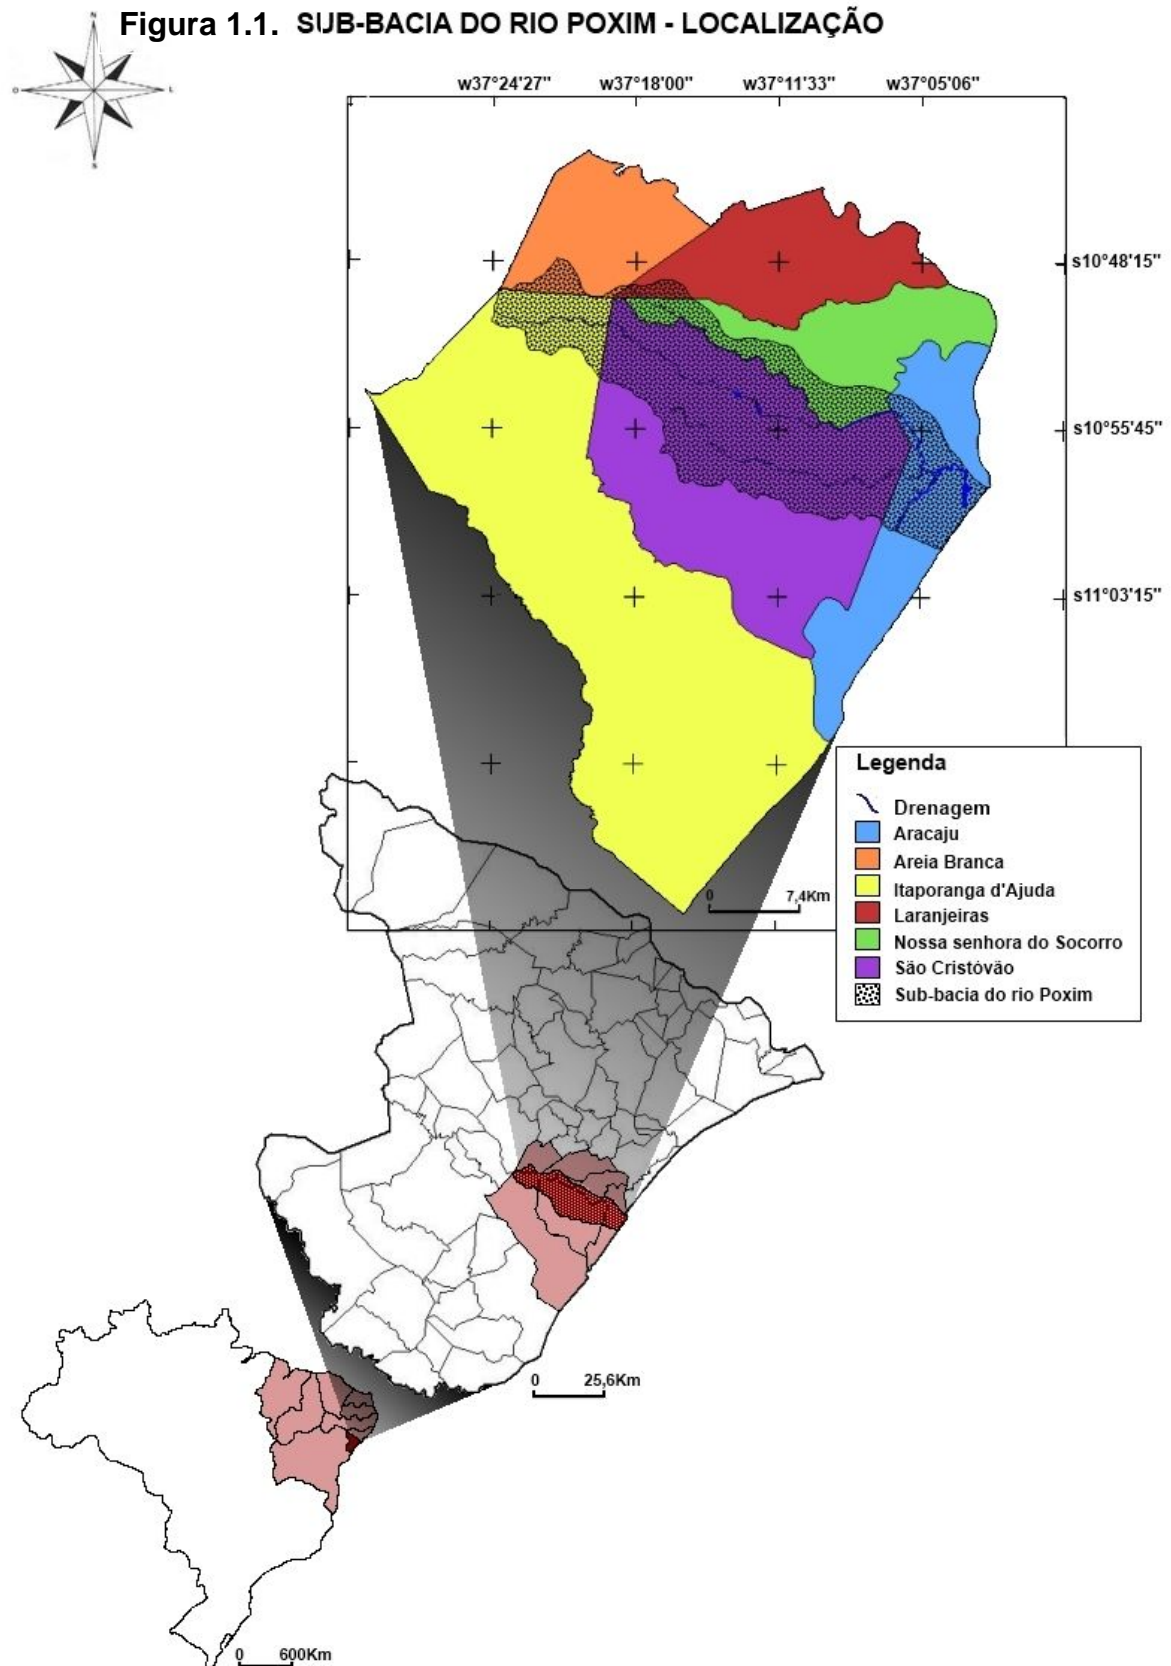 Figura 1.1. SUB-BACIA DO RIO POXIM - LOCALIZAÇÃO
N
O
L
S
w37°24'27" w37°18'00" w37°11'33" w37°05'06"
s10°48'15"
s10°55'45"
s11°03'15"
Legenda
Drenagem
Aracaju
Areia Branca
Itaporanga d'Ajuda
Laranjeiras
Nossa senhora do Socorro
São Cristóvão
Sub-bacia do rio Poxim
0 7,4Km
0 25,6Km
0 600Km